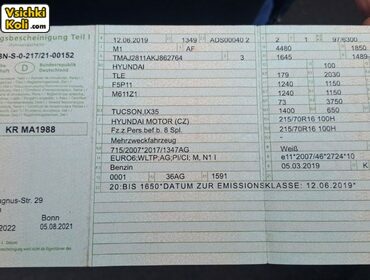 Vsichki
Koli.com
gsbescheinigung Teil I
N-S-0-217/21-00152
D
Bundesrepublik
Deutschland
KR MA1988
agnus-Str. 29
Bonn
2022
05.08.2021
12.06.2019
1349
ADS00040 2
M1
AF
TMAJ2811AKJ862764
3
HYUNDAI
TLE
F5P11
M611Z1
TUCSON,IX35
HYUNDAI MOTOR (CZ)
Fz.z.Pers.bef.b. 8 Spl.
Mehrzweckfahrzeug
715/2007*2017/1347AG
EURO6;WLTP;AG;PI/CI; M, N1 I
Benzin
0001
36AG
1591
20:BIS 1650*DATUM ZUR EMISSIONSKLASSE: 12.06.2019*
2
1
97/6300
4480
1850
1645
1489
100
179
2030
1240
1150
1240
1150
73
3750
650
215/70R16 100H
215/70R16 100H
Weiß
e11*2007/46*2724*10
05.03.2019
K